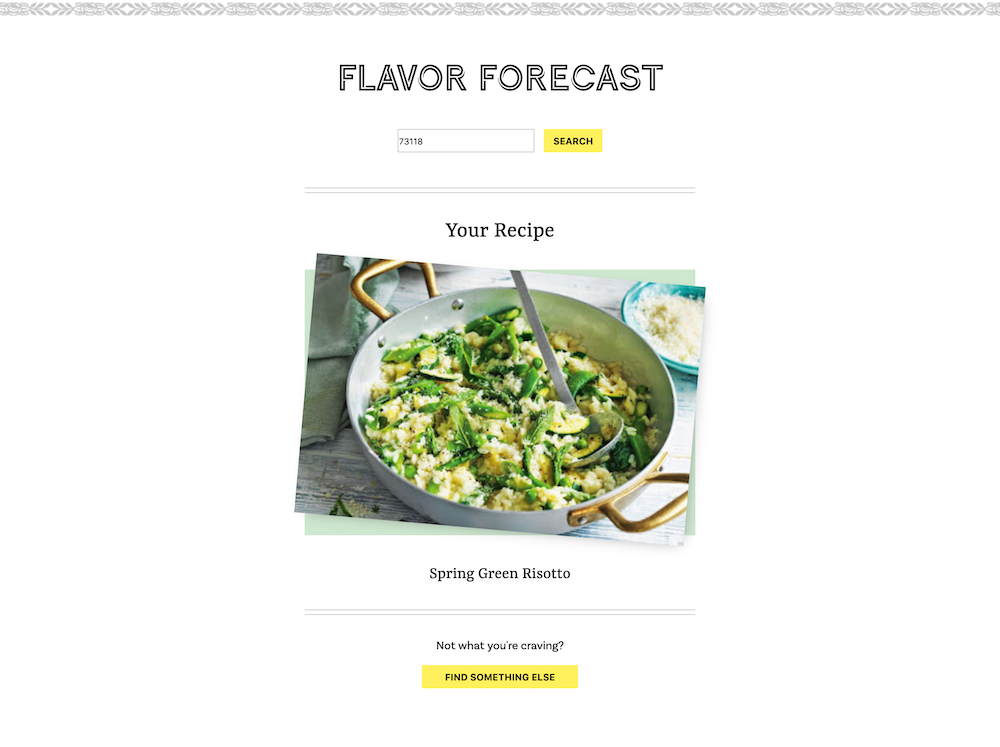 FLAVOR FORECAST
73118
SEARCH
Your Recipe
Spring Green Risotto
Not what you're craving?
FIND SOMETHING ELSE